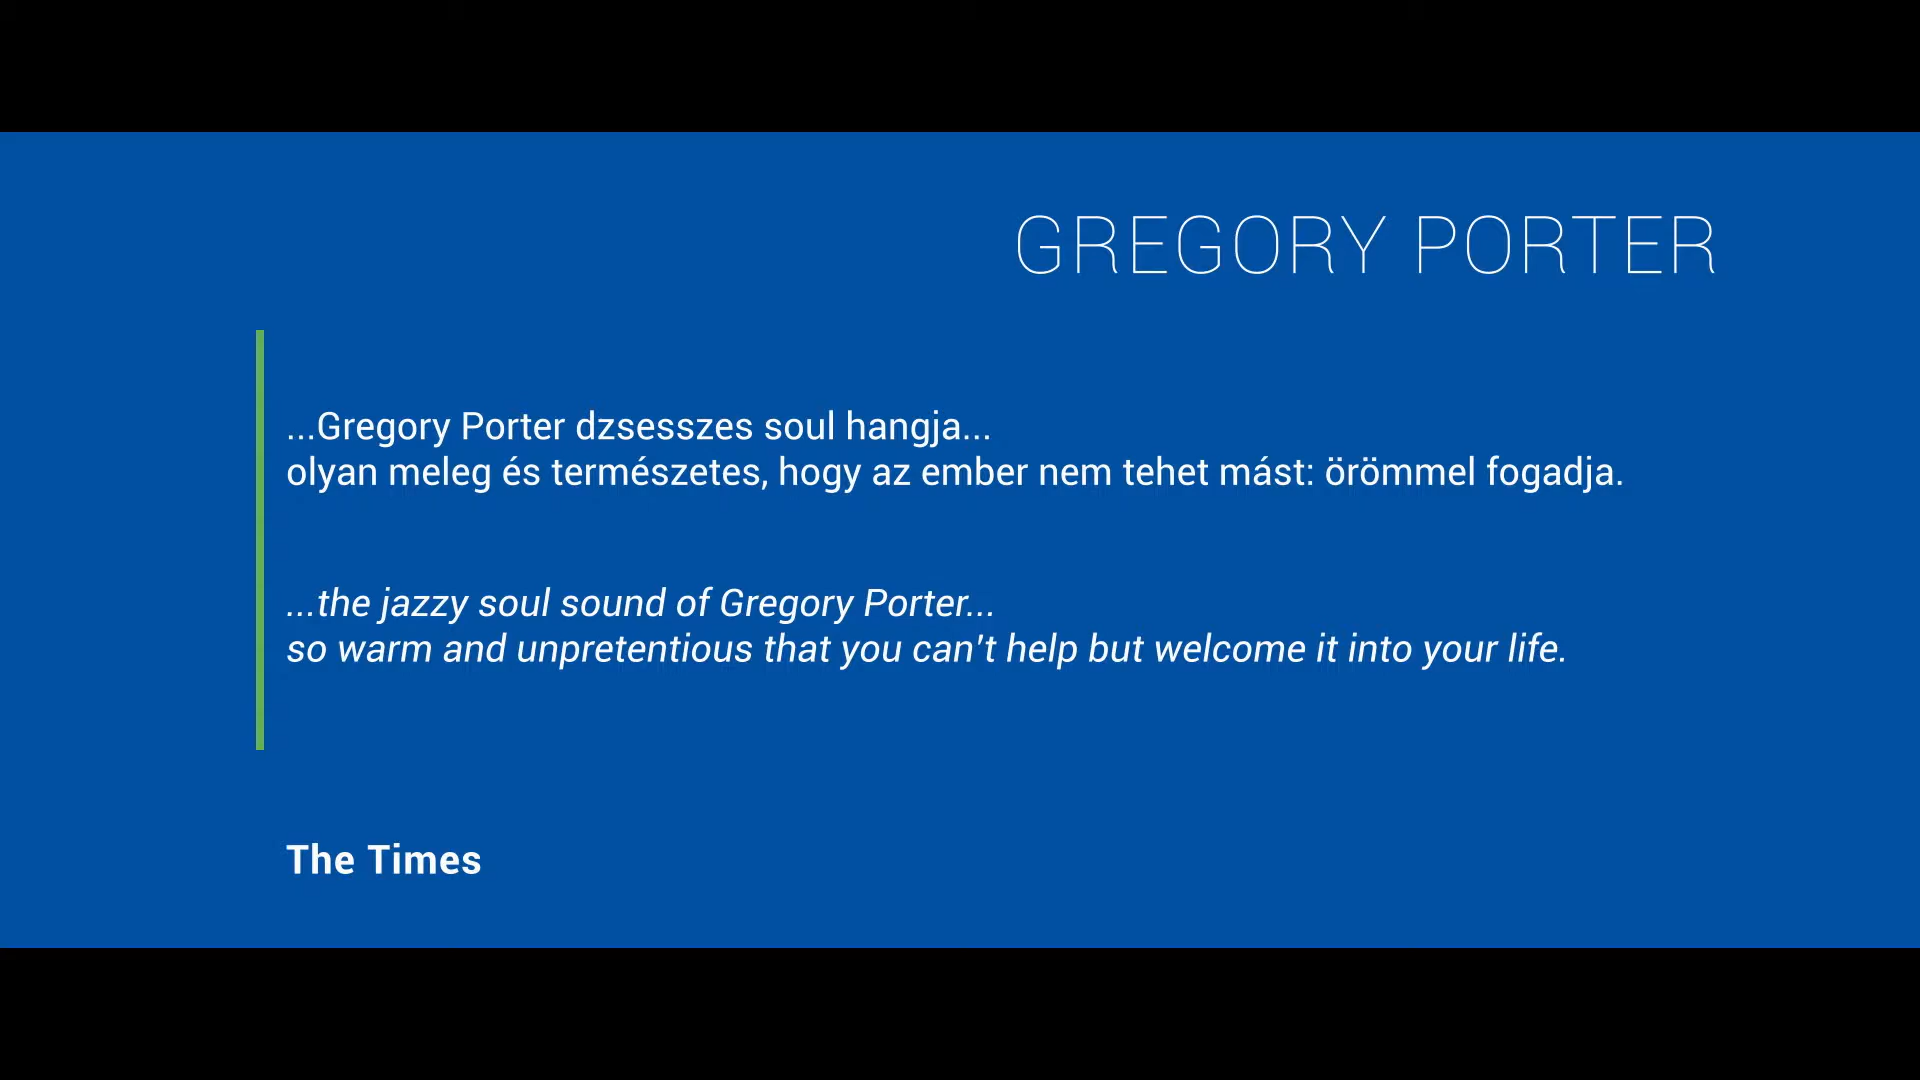 GREGORY PORTER
...Gregory Porter dzsesszes soul hangja...
olyan meleg és természetes, hogy az ember nem tehet mást: örömmel fogadja.
...the jazzy soul sound of Gregory Porter...
so warm and unpretentious that you can't help but welcome it into your life.
The Times